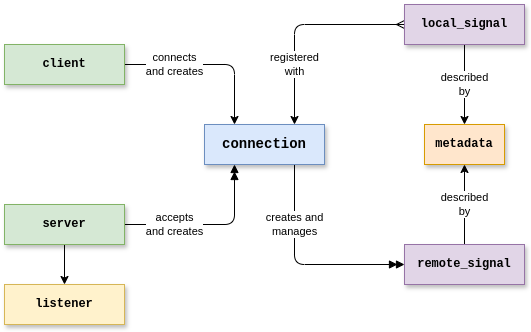 local_signal
client
connects
and creates
registered
with
described
by
connection
metadata
server
accepts
and creates
creates and
manages
described
by
remote_signal
listener